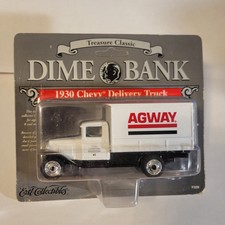 Treasure Classic
DIME BANK
1930 Chevy® Delivery Truck
AGWAY
Ertl Collectibles